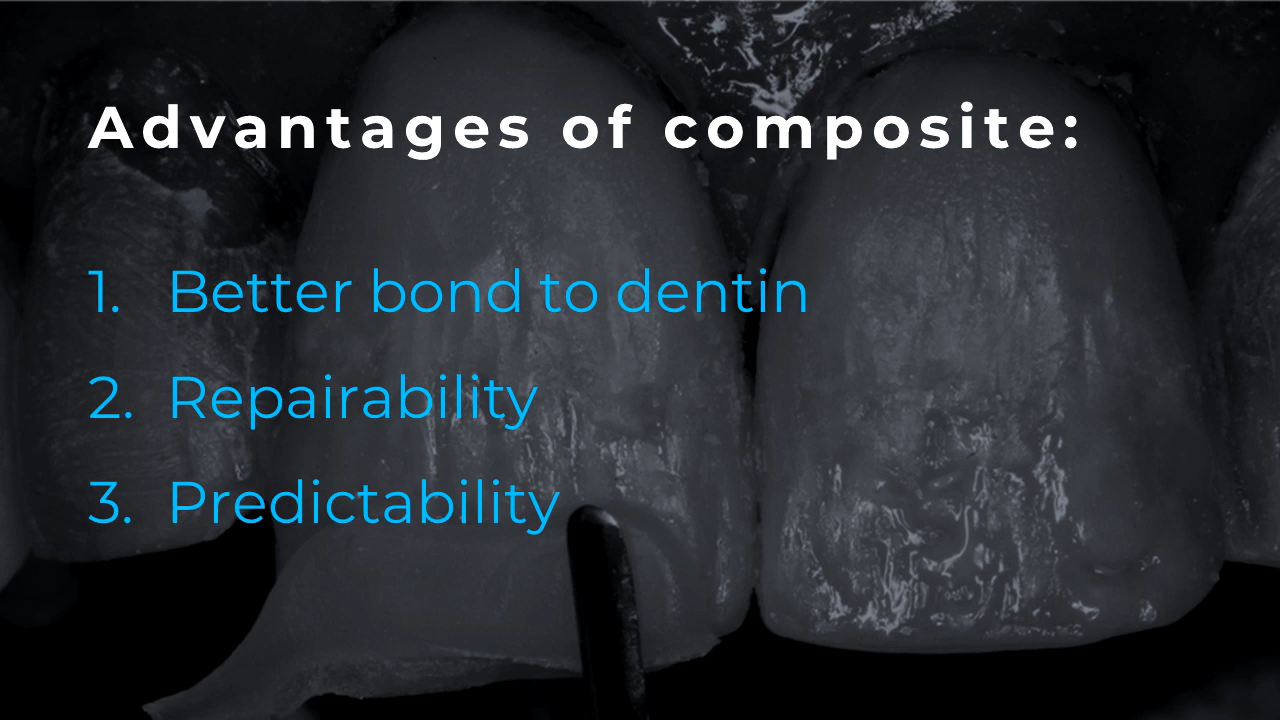 Advantages of composite:
1. Better bond to dentin
2. Repairability
3. Predictability